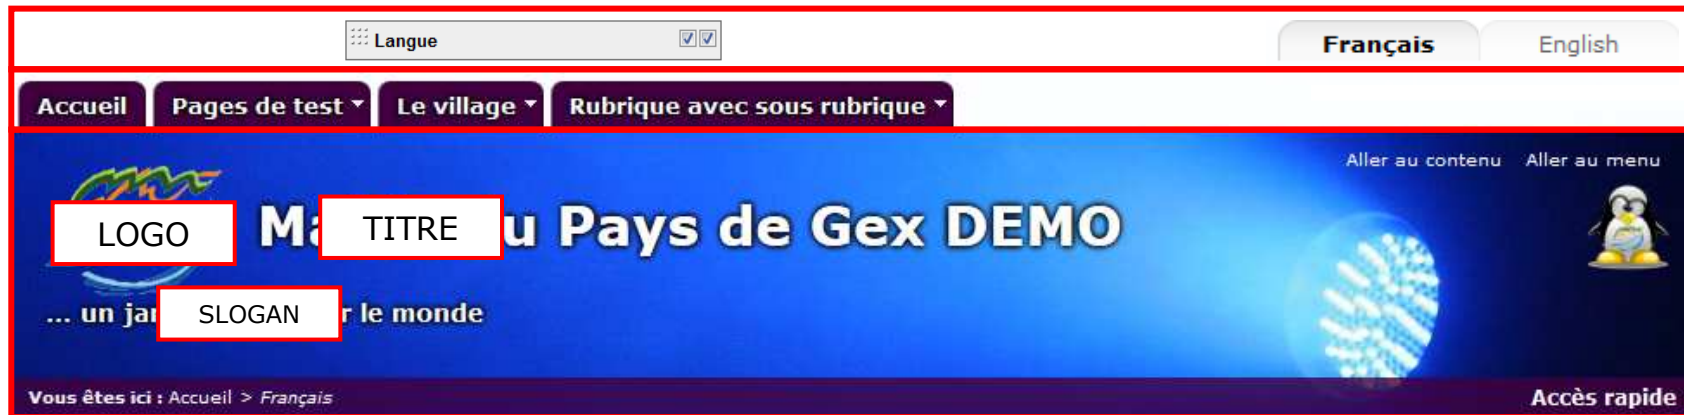 Langue
Français English
Accueil Pages de test Le village Rubrique avec sous rubrique
Aller au contenu Aller au menu
LOGO TITRE u Pays de Gex DEMO
... un SLOGAN le monde
Vous êtes ici : Accueil > Français Accès rapide